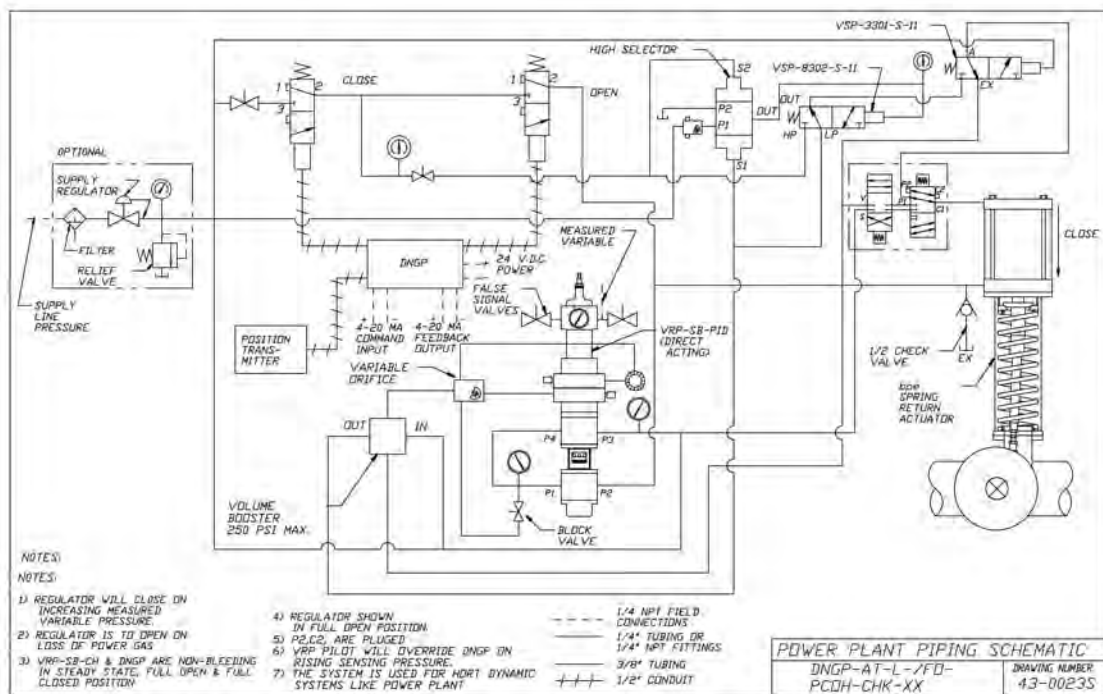 VSP-3301-S-11
A
W
EX
HIGH SELECTOR
S2
VSP-8302-S-11
1
2
3
CLOSE
1
2
3
OPEN
P2
P1
OUT
OUT
W
HP
LP
S1
OPTIONAL
SUPPLY
REGULATOR
W
FILTER
RELIEF
VALVE
SUPPLY
LINE
PRESSURE
V
S
P1
CLOSE
MEASURED
VARIABLE
DNGP
24 V.D.C.
POWER
FALSE
SIGNAL
VALVES
4-20 MA
COMMAND
INPUT
4-20 MA
FEEDBACK
OUTPUT
POSITION
TRANS-
MITTER
VRP-SB-PID
(DIRECT
ACTING)
1/2 CHECK
VALVE
EX
VARIABLE
ORIFICE
bpe
SPRING
RETURN
ACTUATOR
OUT
IN
P4
P3
P1
P2
VOLUME
BOOSTER
250 PSI MAX.
BLOCK
VALVE
NOTES:
NOTES:
1) REGULATOR WILL CLOSE ON
INCREASING MEASURED
VARIABLE PRESSURE.
2) REGULATOR IS TO OPEN ON
LOSS OF POWER GAS
3) VRP-SB-CH & DNGP ARE NON-BLEEDING
IN STEADY STATE, FULL OPEN & FULL
CLOSED POSITION
4) REGULATOR SHOWN
IN FULL OPEN POSITION.
5) P2,C2, ARE PLUGED
6) VRP PILOT WILL OVERRIDE DNGP ON
RISING SENSING PRESSURE.
7) THE SYSTEM IS USED FOR HORT DYNAMIC
SYSTEMS LIKE POWER PLANT
1/4 NPT FIELD
CONNECTIONS
1/4" TUBING OR
1/4" NPT FITTINGS
3/8" TUBING
1/2" CONDUIT
POWER PLANT PIPING SCHEMATIC
DNGP-AT-L-/FO-
PCOH-CHK-XX
DRAWING NUMBER
43-0023S